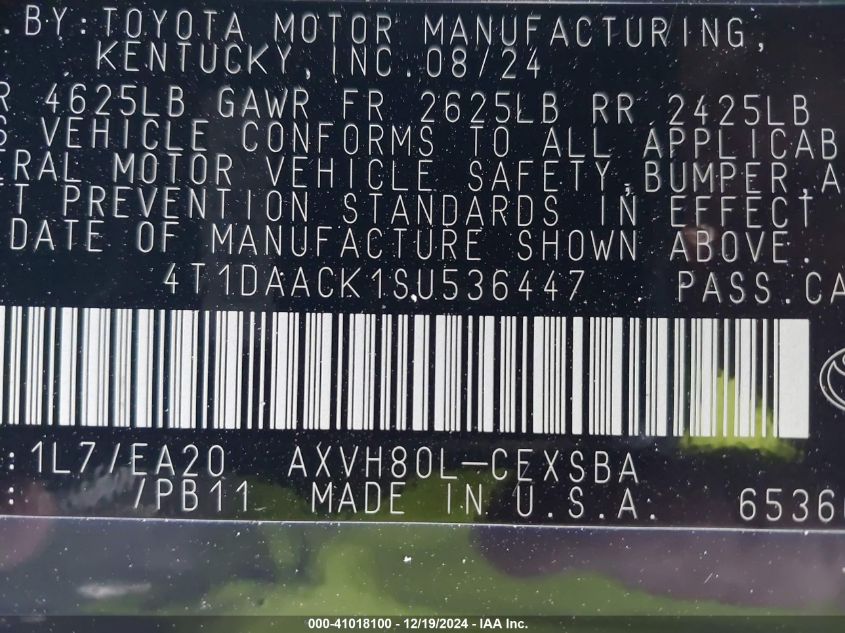 .BY:TOYOTA MOTOR MANUFACTURING,
KENTUCKY,INC.08/24
R 4625LB GAWR FR 2625LB RR 2425LB
S VEHICLE CONFORMS TO ALL APPLICAB
ERAL MOTOR VEHICLE SAFETY,BUMPER,A
T PREVENTION STANDARDS IN EFFECT
DATE OF MANUFACTURE SHOWN ABOVE.
4T1DAACK1SU536447 PASS.CA
:1L7/EA20 AXVH80L-CEXSBA
: /PB11 MADE IN U.S.A. 6536
000-41018100 - 12/19/2024 - IAA Inc.